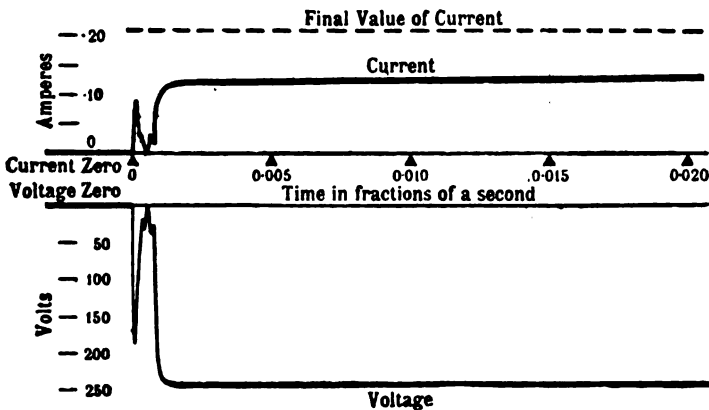 Final Value of Current
·20
Current
Amperes
·10
0
Current Zero
0
0·005
0·010
0·015
0·020
Voltage Zero
Time in fractions of a second
50
100
Volts
150
200
250
Voltage